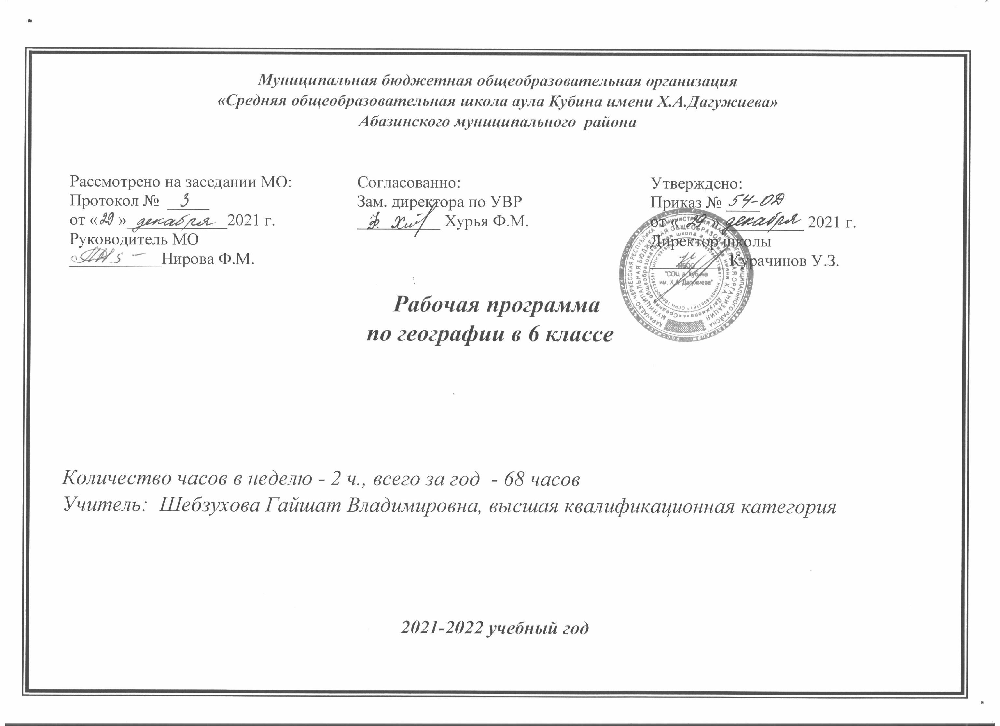 Муниципальная бюджетная общеобразовательная организация
«Средняя общеобразовательная школа аула Кубина имени Х.А.Дагужиева»
Абазинского муниципального района
Рассмотрено на заседании МО:
Протокол № 3
от «29» декабря 2021 г.
Руководитель МО
Нирова Ф.М.
Согласованно:
Зам. директора по УВР
Хурья Ф.М.
Утверждено:
Приказ № 54-ОД
от «29» декабря 2021 г.
Директор школы
Курачинов У.З.
МБОО
"СОШ а. Кубина
им. Х.А. Дагужиева"
Рабочая программа
по географии в 6 классе
Количество часов в неделю - 2 ч., всего за год - 68 часов
Учитель: Шебзухова Гайшат Владимировна, высшая квалификационная категория
2021-2022 учебный год